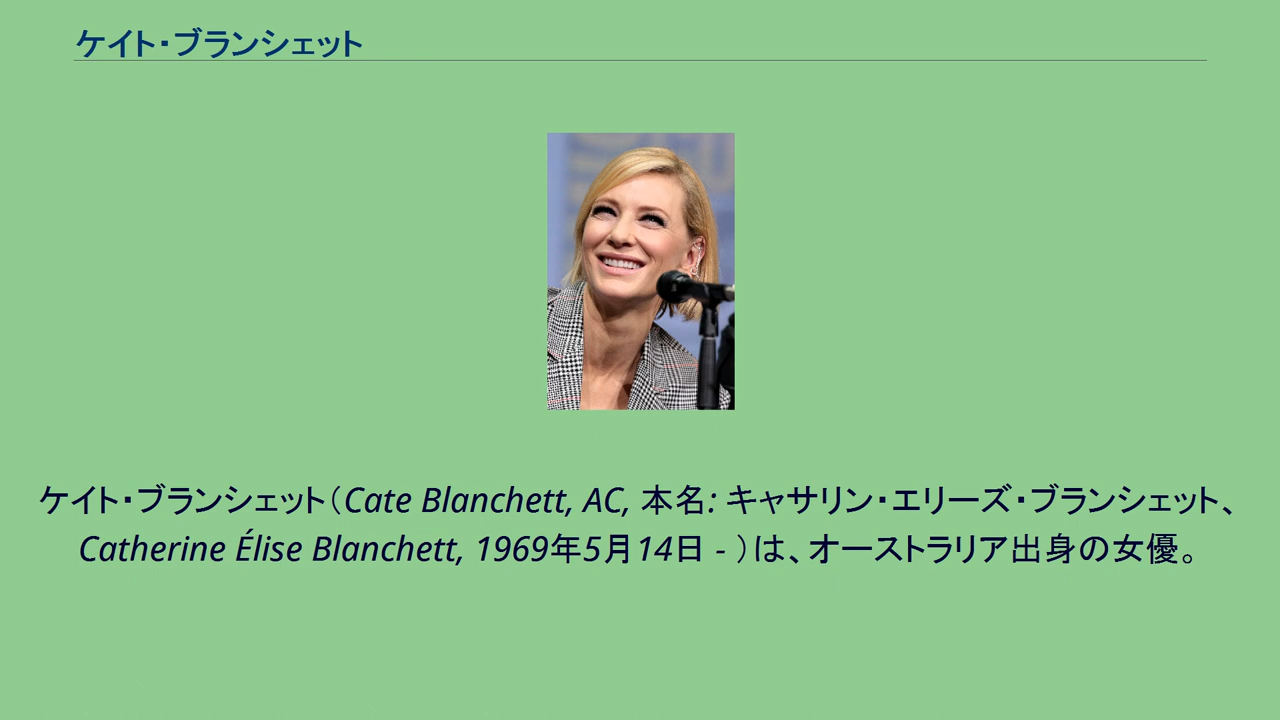 ケイト・ブランシェット
ケイト・ブランシェット（Cate Blanchett, AC, 本名: キャサリン・エリーズ・ブランシェット、
Catherine Élise Blanchett, 1969年5月14日 - ）は、オーストラリア出身の女優。